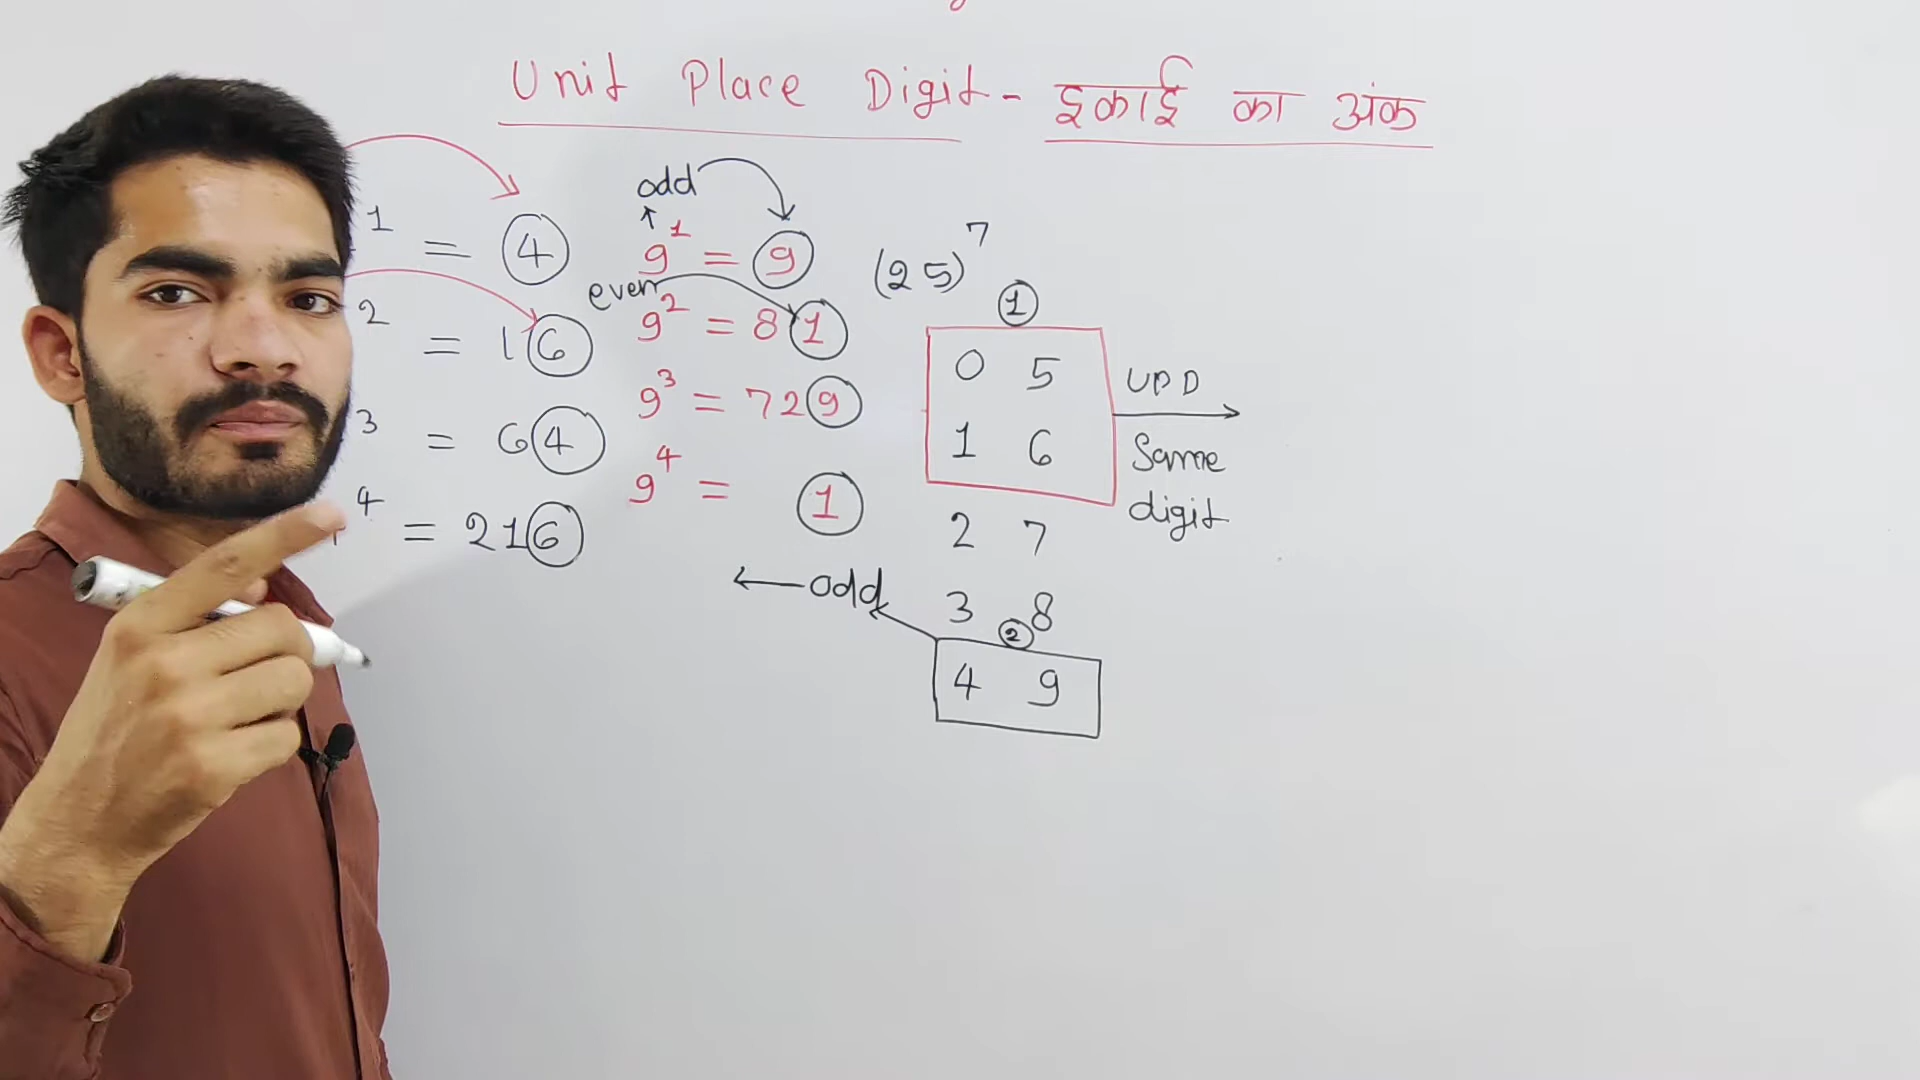 Unit Place Digit - इकाई का अंक
1 = 4
2 = 16
3 = 64
4 = 216
odd
9¹ = 9
even
9² = 81
9³ = 729
9⁴ = 1
(25)⁷
1
0 5
1 6
UPD
Same
digit
2 7
3 8
2
4 9
odd